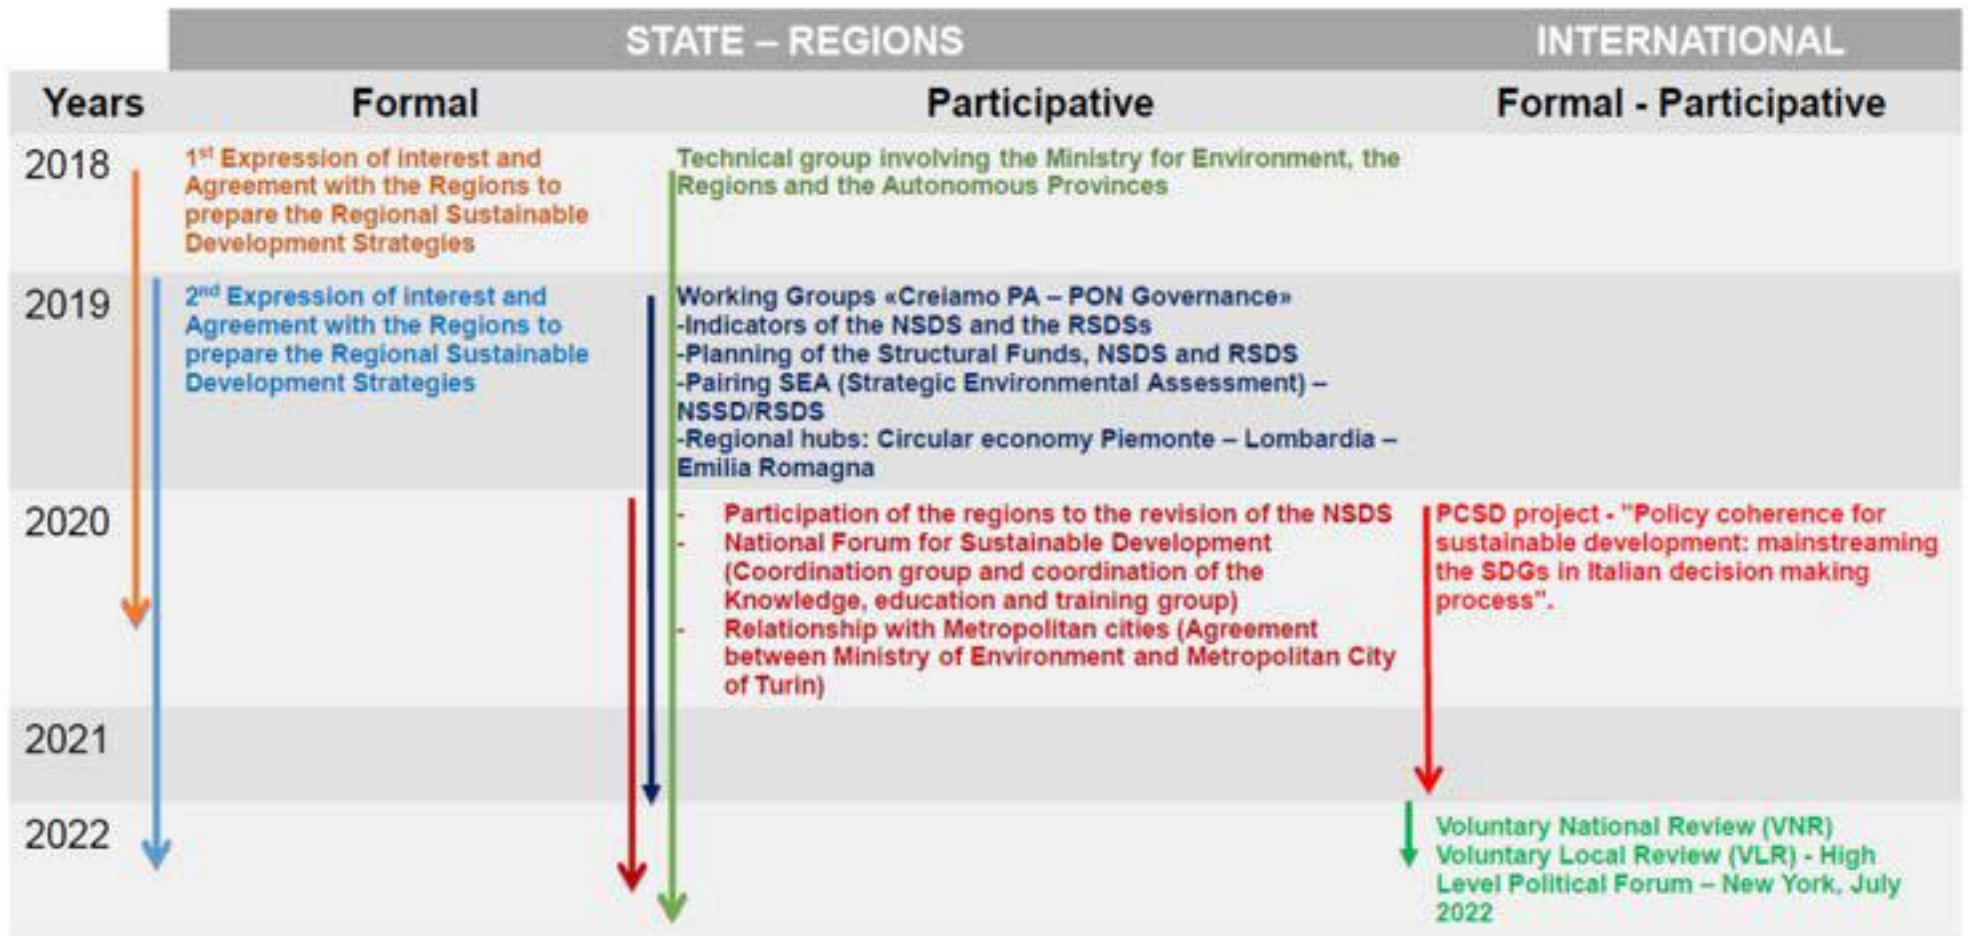 STATE – REGIONS
INTERNATIONAL
Years
Formal
Participative
Formal - Participative
2018
1st Expression of interest and
Agreement with the Regions to
prepare the Regional Sustainable
Development Strategies
Technical group involving the Ministry for Environment, the
Regions and the Autonomous Provinces
2019
2nd Expression of interest and
Agreement with the Regions to
prepare the Regional Sustainable
Development Strategies
Working Groups «Creiamo PA – PON Governance»
-Indicators of the NSDS and the RSDSs
-Planning of the Structural Funds, NSDS and RSDS
-Pairing SEA (Strategic Environmental Assessment) –
NSSD/RSDS
-Regional hubs: Circular economy Piemonte – Lombardia –
Emilia Romagna
2020
- Participation of the regions to the revision of the NSDS
- National Forum for Sustainable Development
(Coordination group and coordination of the
Knowledge, education and training group)
- Relationship with Metropolitan cities (Agreement
between Ministry of Environment and Metropolitan City
of Turin)
PCSD project - "Policy coherence for
sustainable development: mainstreaming
the SDGs in Italian decision making
process".
2021
2022
Voluntary National Review (VNR)
Voluntary Local Review (VLR) - High
Level Political Forum – New York, July
2022